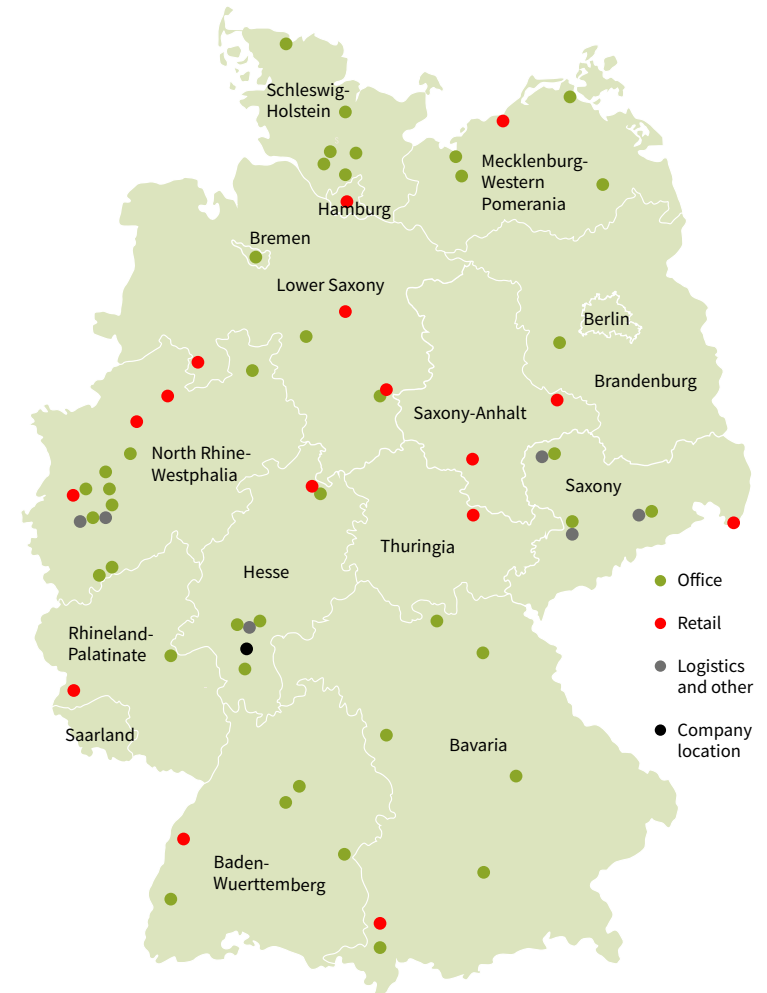 Schleswig-
Holstein
Mecklenburg-
Western
Pomerania
Hamburg
Bremen
Lower Saxony
Berlin
Brandenburg
Saxony-Anhalt
North Rhine-
Westphalia
Saxony
Thuringia
Hesse
Office
Retail
Rhineland-
Palatinate
Logistics
and other
Saarland
Company
location
Bavaria
Baden-
Wuerttemberg